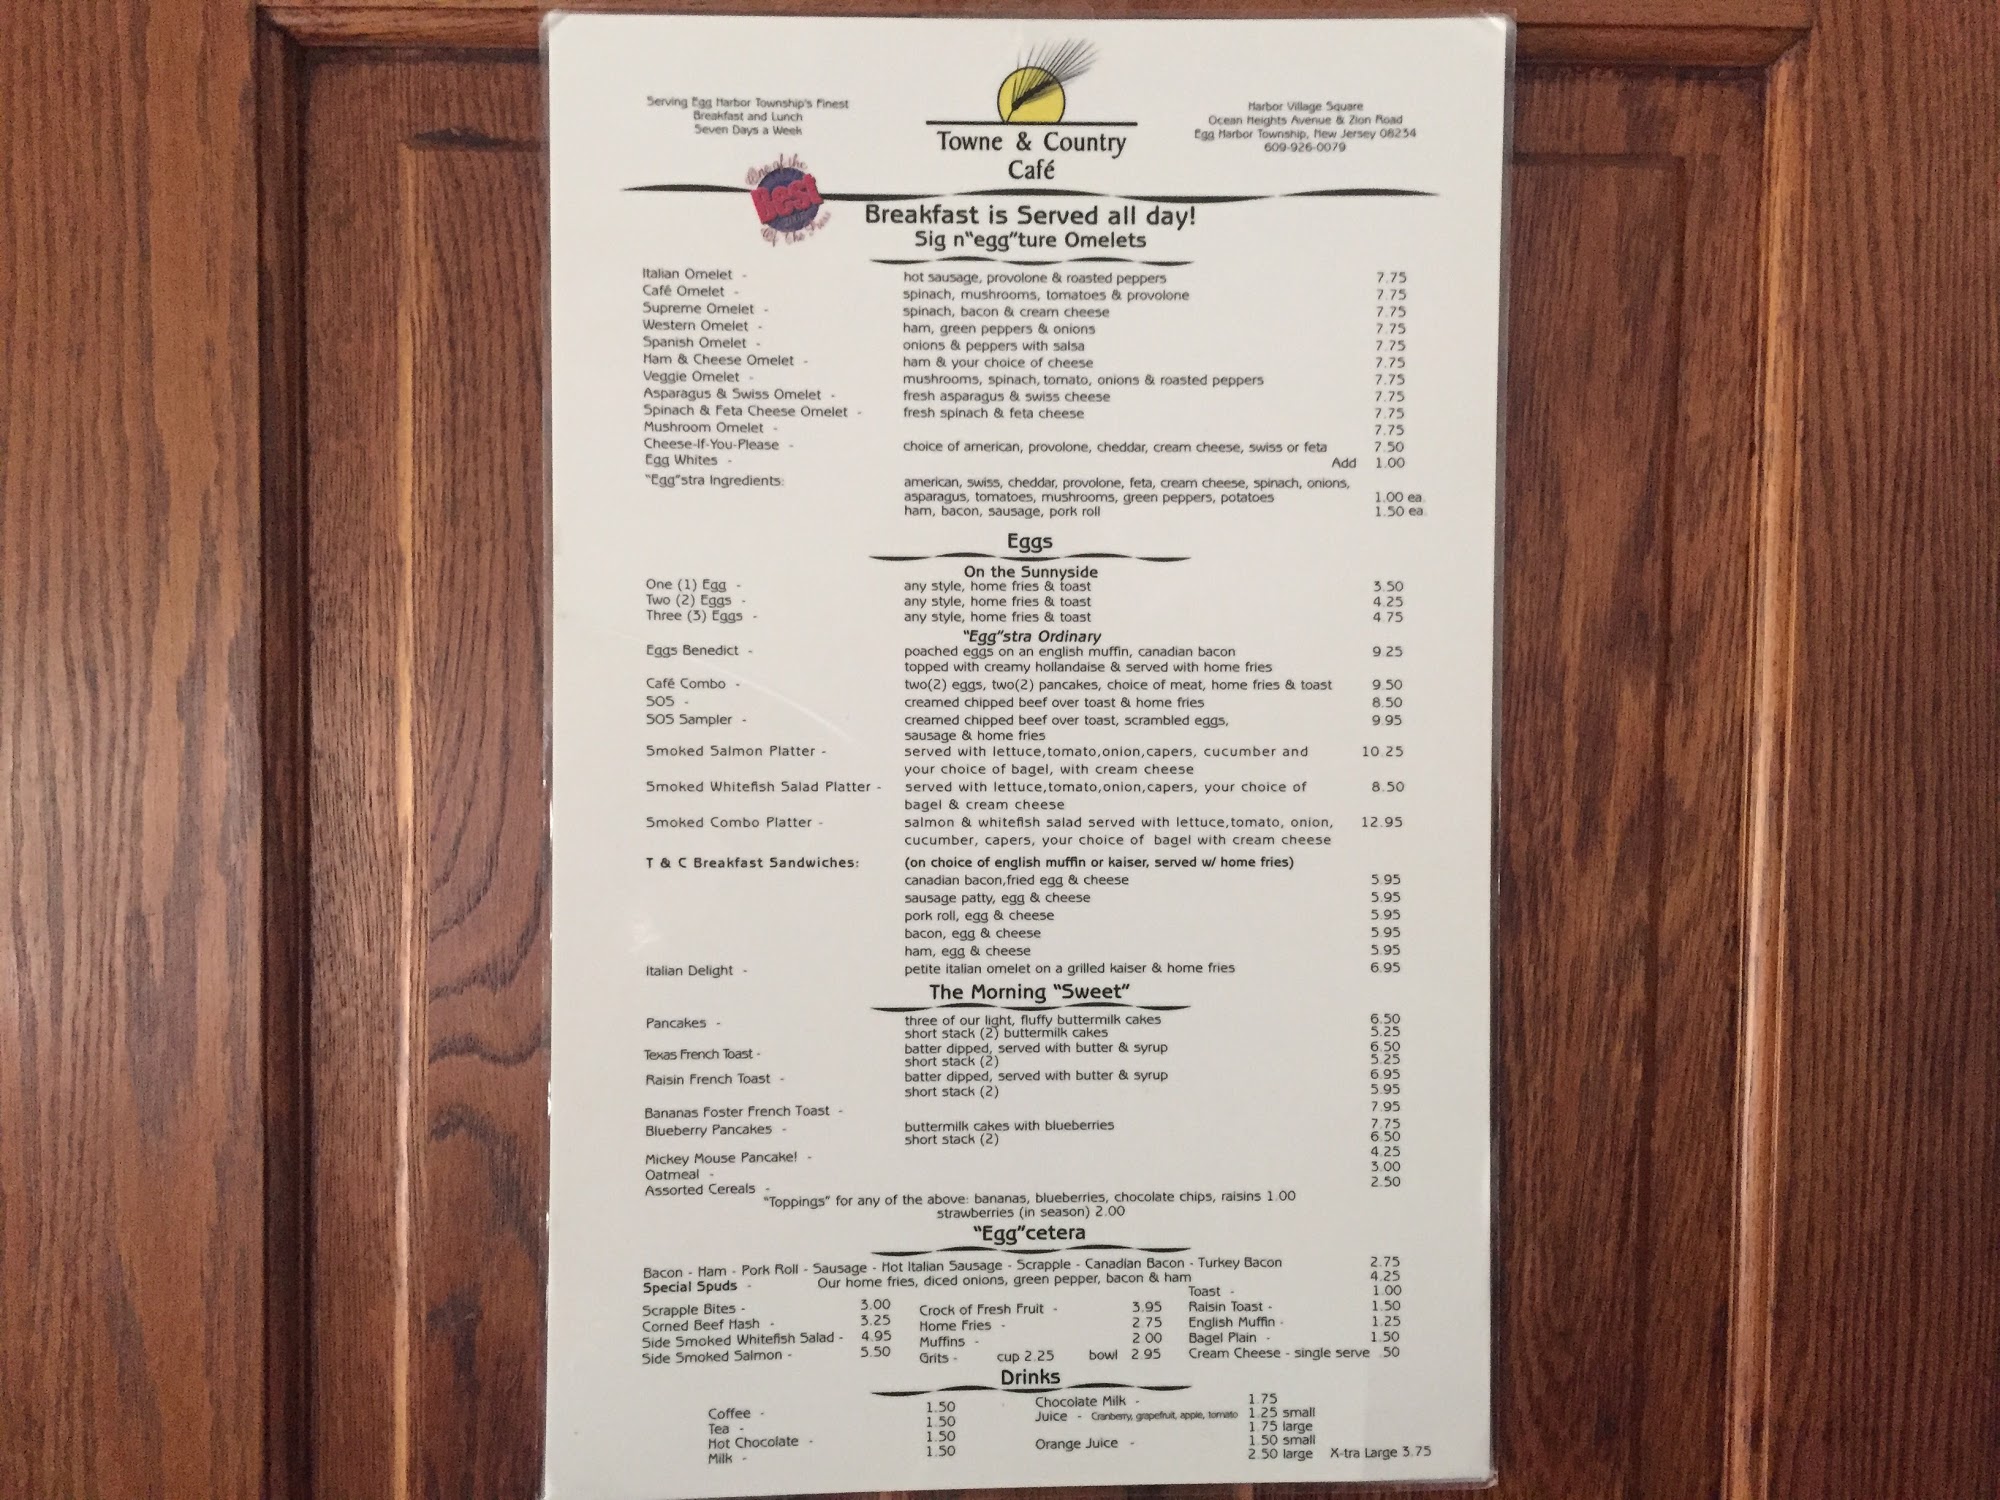 Serving Egg Harbor Township's Finest
Breakfast and Lunch
Seven Days a Week
Towne & Country
Café
Harbor Village Square
Ocean Heights Avenue & Zion Road
Egg Harbor Township, New Jersey 08234
609-926-0079
One of the
Best
Of The
Breakfast is Served all day!
Sig n"egg"ture Omelets
Italian Omelet - hot sausage, provolone & roasted peppers 7.75
Café Omelet - spinach, mushrooms, tomatoes & provolone 7.75
Supreme Omelet - spinach, bacon & cream cheese 7.75
Western Omelet - ham, green peppers & onions 7.75
Spanish Omelet - onions & peppers with salsa 7.75
Ham & Cheese Omelet - ham & your choice of cheese 7.75
Veggie Omelet - mushrooms, spinach, tomato, onions & roasted peppers 7.75
Asparagus & Swiss Omelet - fresh asparagus & swiss cheese 7.75
Spinach & Feta Cheese Omelet - fresh spinach & feta cheese 7.75
Mushroom Omelet - 7.75
Cheese-If-You-Please - choice of american, provolone, cheddar, cream cheese, swiss or feta 7.50
Egg Whites - Add 1.00
"Egg"stra Ingredients: american, swiss, cheddar, provolone, feta, cream cheese, spinach, onions,
asparagus, tomatoes, mushrooms, green peppers, potatoes 1.00 ea.
ham, bacon, sausage, pork roll 1.50 ea.
Eggs
On the Sunnyside
One (1) Egg - any style, home fries & toast 3.50
Two (2) Eggs - any style, home fries & toast 4.25
Three (3) Eggs - any style, home fries & toast 4.75
"Egg"stra Ordinary
Eggs Benedict - poached eggs on an english muffin, canadian bacon 9.25
topped with creamy hollandaise & served with home fries
Café Combo - two(2) eggs, two(2) pancakes, choice of meat, home fries & toast 9.50
SOS - creamed chipped beef over toast & home fries 8.50
SOS Sampler - creamed chipped beef over toast, scrambled eggs, 9.95
sausage & home fries
Smoked Salmon Platter - served with lettuce,tomato,onion,capers, cucumber and 10.25
your choice of bagel, with cream cheese
Smoked Whitefish Salad Platter - served with lettuce,tomato,onion,capers, your choice of 8.50
bagel & cream cheese
Smoked Combo Platter - salmon & whitefish salad served with lettuce,tomato, onion, 12.95
cucumber, capers, your choice of bagel with cream cheese
T & C Breakfast Sandwiches: (on choice of english muffin or kaiser, served w/ home fries)
canadian bacon,fried egg & cheese 5.95
sausage patty, egg & cheese 5.95
pork roll, egg & cheese 5.95
bacon, egg & cheese 5.95
ham, egg & cheese 5.95
Italian Delight - petite italian omelet on a grilled kaiser & home fries 6.95
The Morning "Sweet"
Pancakes - three of our light, fluffy buttermilk cakes 6.50
short stack (2) buttermilk cakes 5.25
Texas French Toast - batter dipped, served with butter & syrup 6.50
short stack (2) 5.25
Raisin French Toast - batter dipped, served with butter & syrup 6.95
short stack (2) 5.95
Bananas Foster French Toast - 7.95
Blueberry Pancakes - buttermilk cakes with blueberries 7.75
short stack (2) 6.50
Mickey Mouse Pancake! - 4.25
Oatmeal - 3.00
Assorted Cereals - 2.50
"Toppings" for any of the above: bananas, blueberries, chocolate chips, raisins 1.00
strawberries (in season) 2.00
"Egg"cetera
Bacon - Ham - Pork Roll - Sausage - Hot Italian Sausage - Scrapple - Canadian Bacon - Turkey Bacon 2.75
Special Spuds - Our home fries, diced onions, green pepper, bacon & ham 4.25
Toast - 1.00
Scrapple Bites - 3.00 Crock of Fresh Fruit - 3.95 Raisin Toast - 1.50
Corned Beef Hash - 3.25 Home Fries - 2.75 English Muffin - 1.25
Side Smoked Whitefish Salad - 4.95 Muffins - 2.00 Bagel Plain - 1.50
Side Smoked Salmon - 5.50 Grits - cup 2.25 bowl 2.95 Cream Cheese - single serve .50
Drinks
Coffee - 1.50 Chocolate Milk - 1.75
Tea - 1.50 Juice - Cranberry, grapefruit, apple, tomato 1.25 small
1.75 large
Hot Chocolate - 1.50 Orange Juice - 1.50 small
Milk - 1.50 2.50 large X-tra Large 3.75